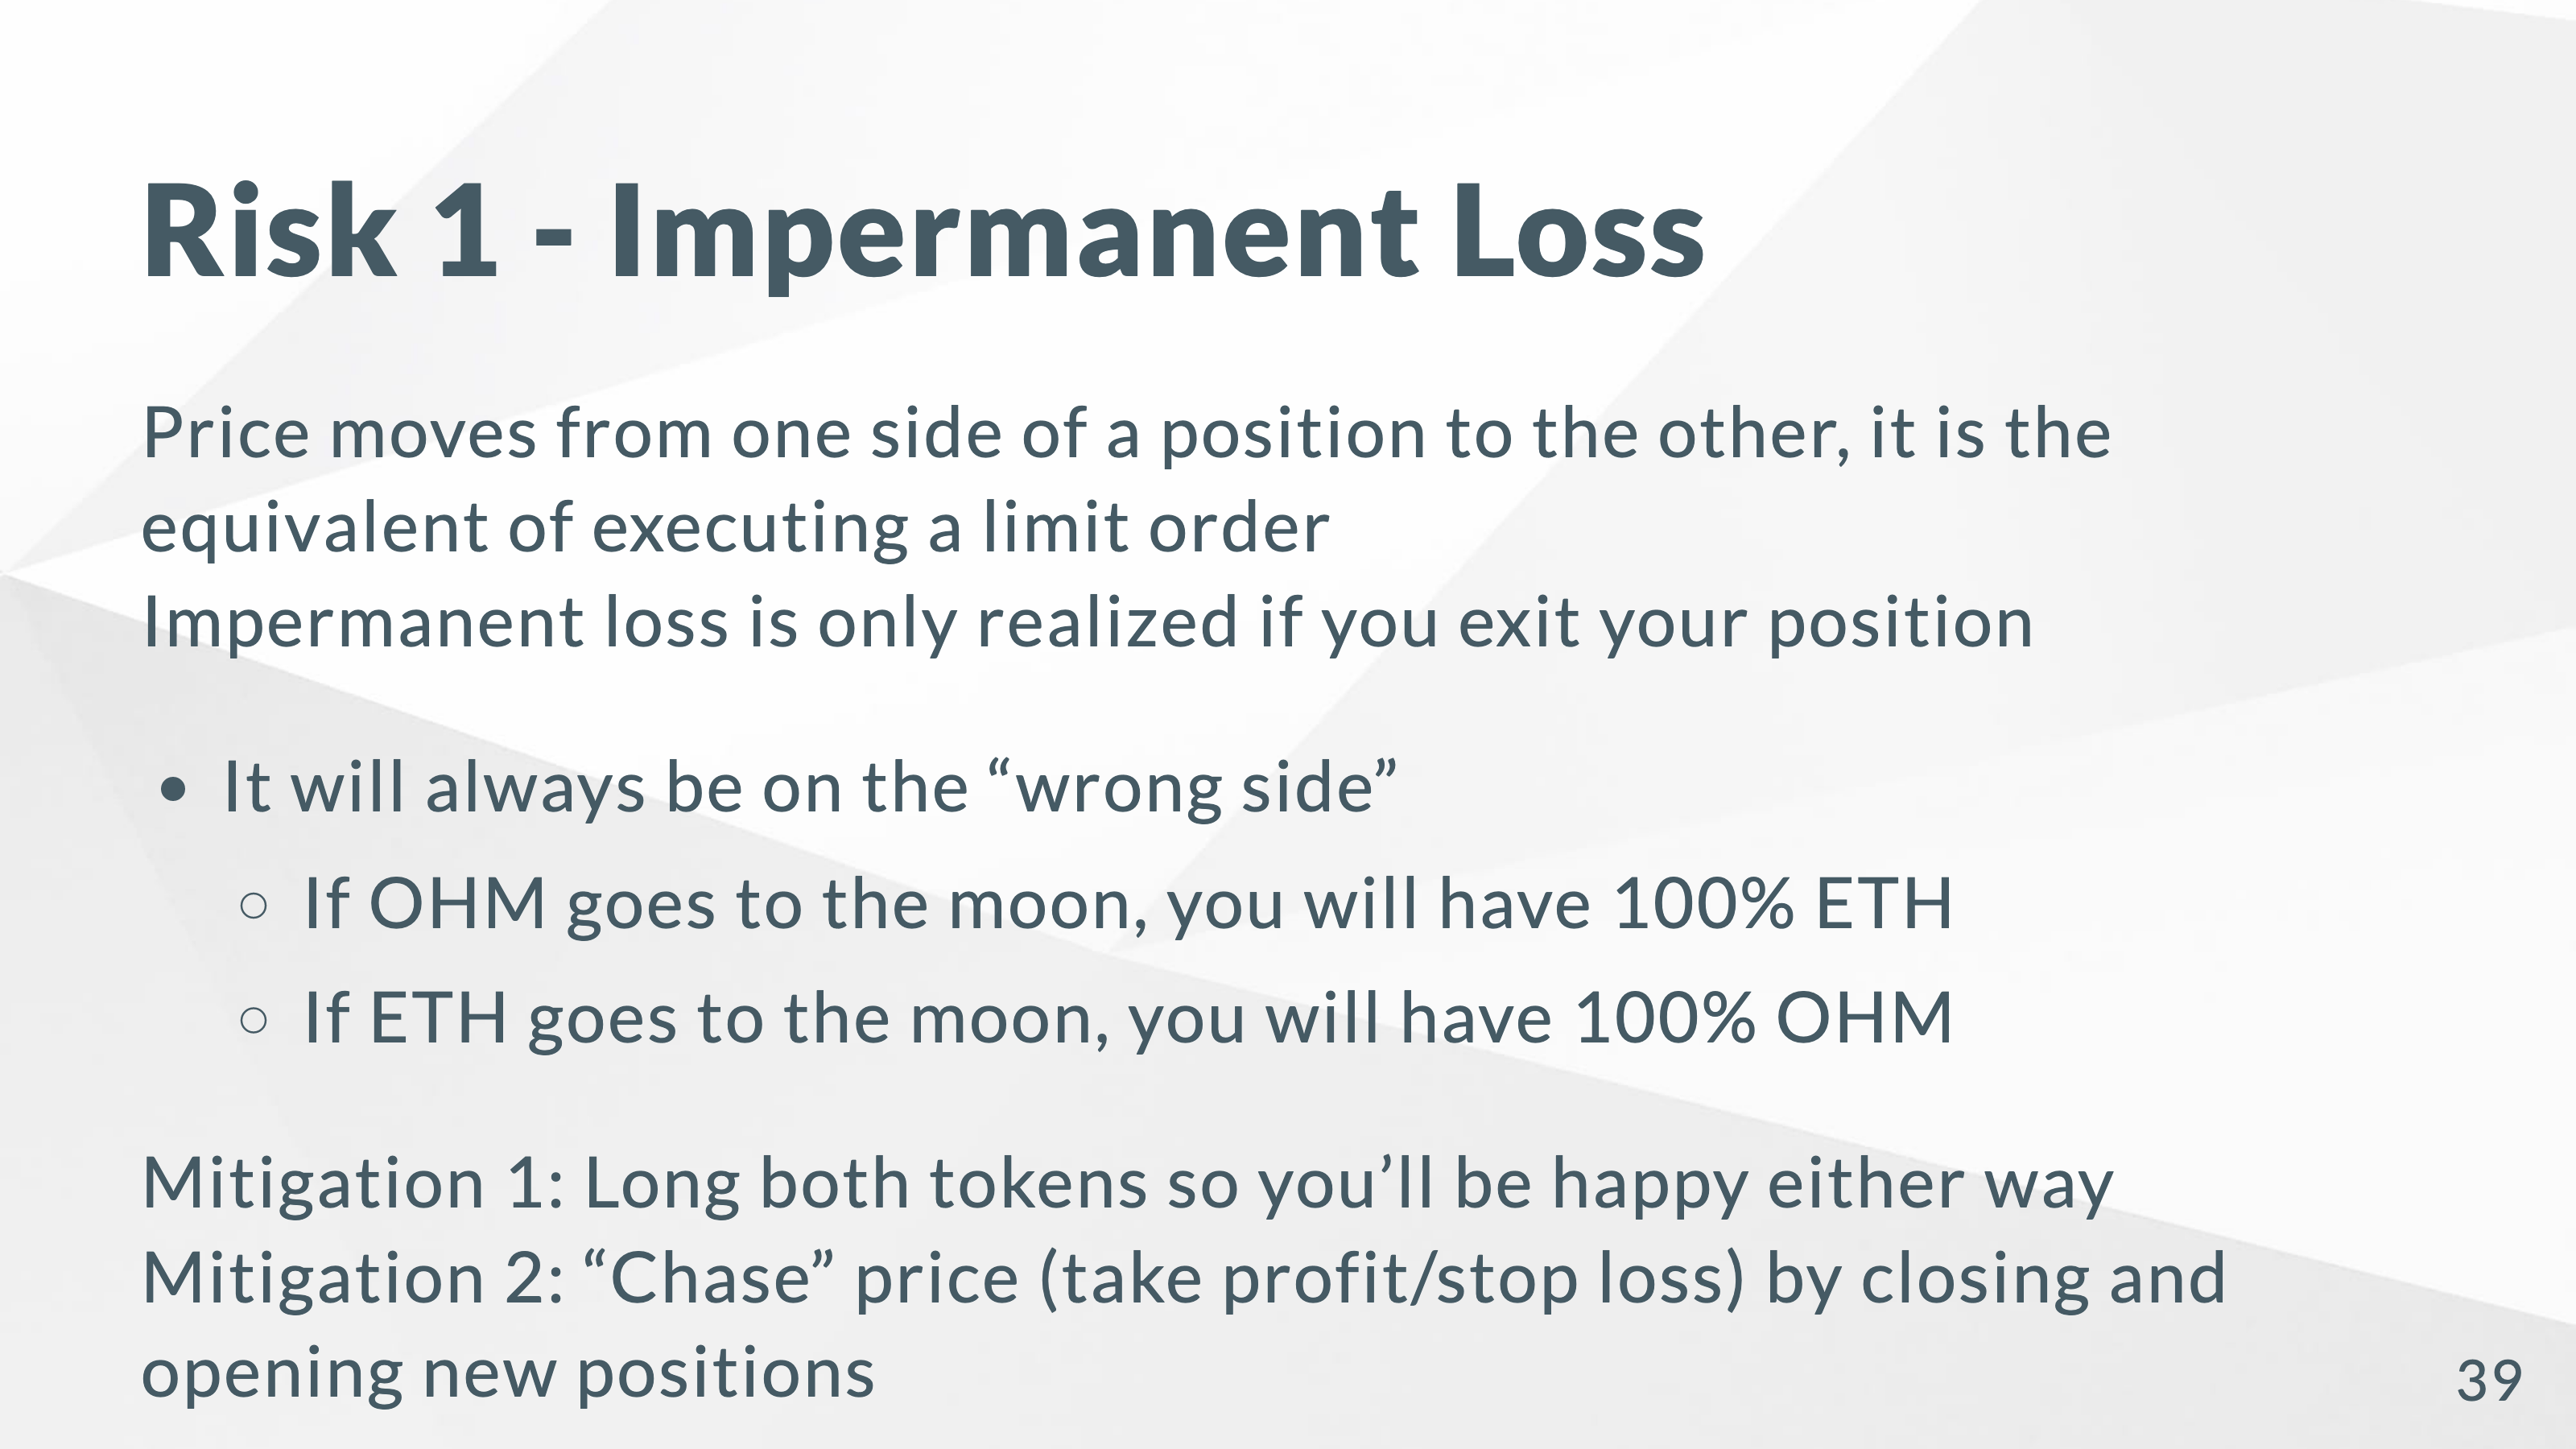 Risk 1 - Impermanent Loss
Price moves from one side of a position to the other, it is the
equivalent of executing a limit order
Impermanent loss is only realized if you exit your position
• It will always be on the “wrong side”
○ If OHM goes to the moon, you will have 100% ETH
○ If ETH goes to the moon, you will have 100% OHM
Mitigation 1: Long both tokens so you’ll be happy either way
Mitigation 2: “Chase” price (take profit/stop loss) by closing and
opening new positions
39